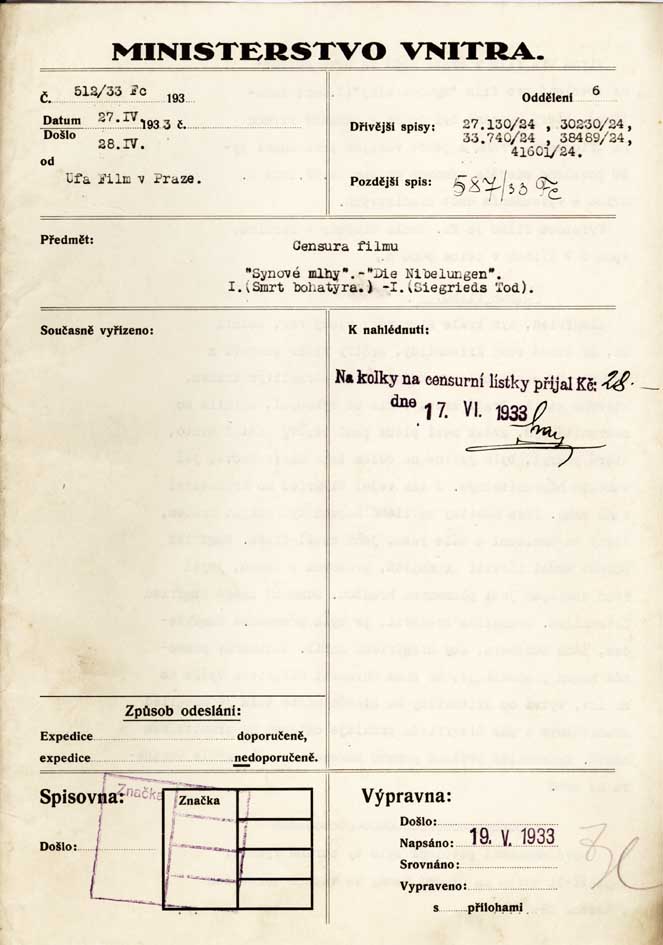 MINISTERSTVO VNITRA.
Č. 512/33 Fc 193
Oddělení 6
Datum 27.IV. 1933 č.
Došlo 28.IV.
od
Ufa Film v Praze.
Dřívější spisy: 27.130/24 , 30230/24,
33.740/24 , 38489/24,
41601/24.
Pozdější spis: 587/33 Fč
Předmět:
Censura filmu
"Synové mlhy".-"Die Nibelungen".
I.(Smrt bohatyra.) -I.(Siegrieds Tod).
Současně vyřízeno:
K nahlédnutí:
Na kolky na censurní lístky přijal Kč: 28.—
dne 17. VI. 1933
Způsob odeslání:
Expedice doporučeně,
expedice nedoporučeně.
Spisovna:
Značka
Značka
Došlo:
Výpravna:
Došlo:
Napsáno: 19. V. 1933
Srovnáno:
Vypraveno:
s přílohami